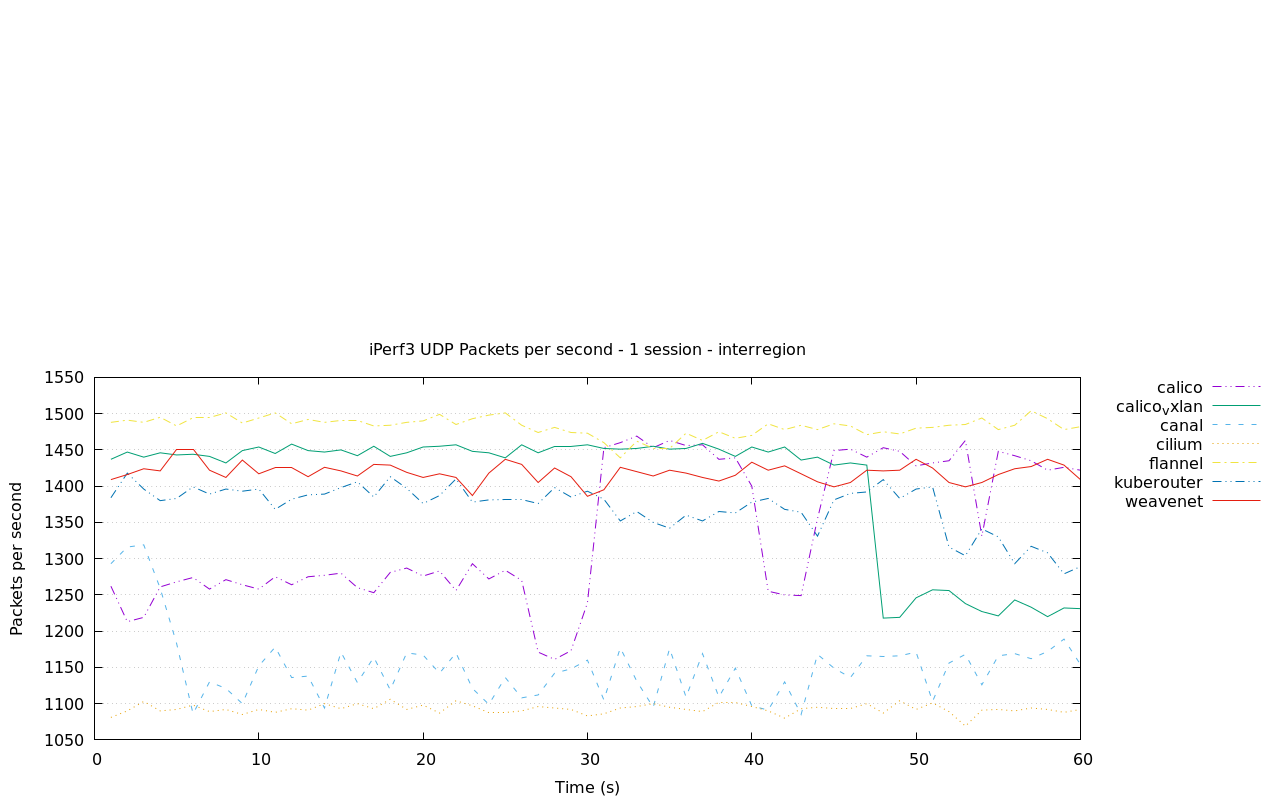 iPerf3 UDP Packets per second - 1 session - interregion
1550
1500
1450
1400
1350
1300
1250
1200
1150
1100
1050
Packets per second
0 10 20 30 40 50 60
Time (s)
calico
calicovxlan
canal
cilium
flannel
kuberouter
weavenet